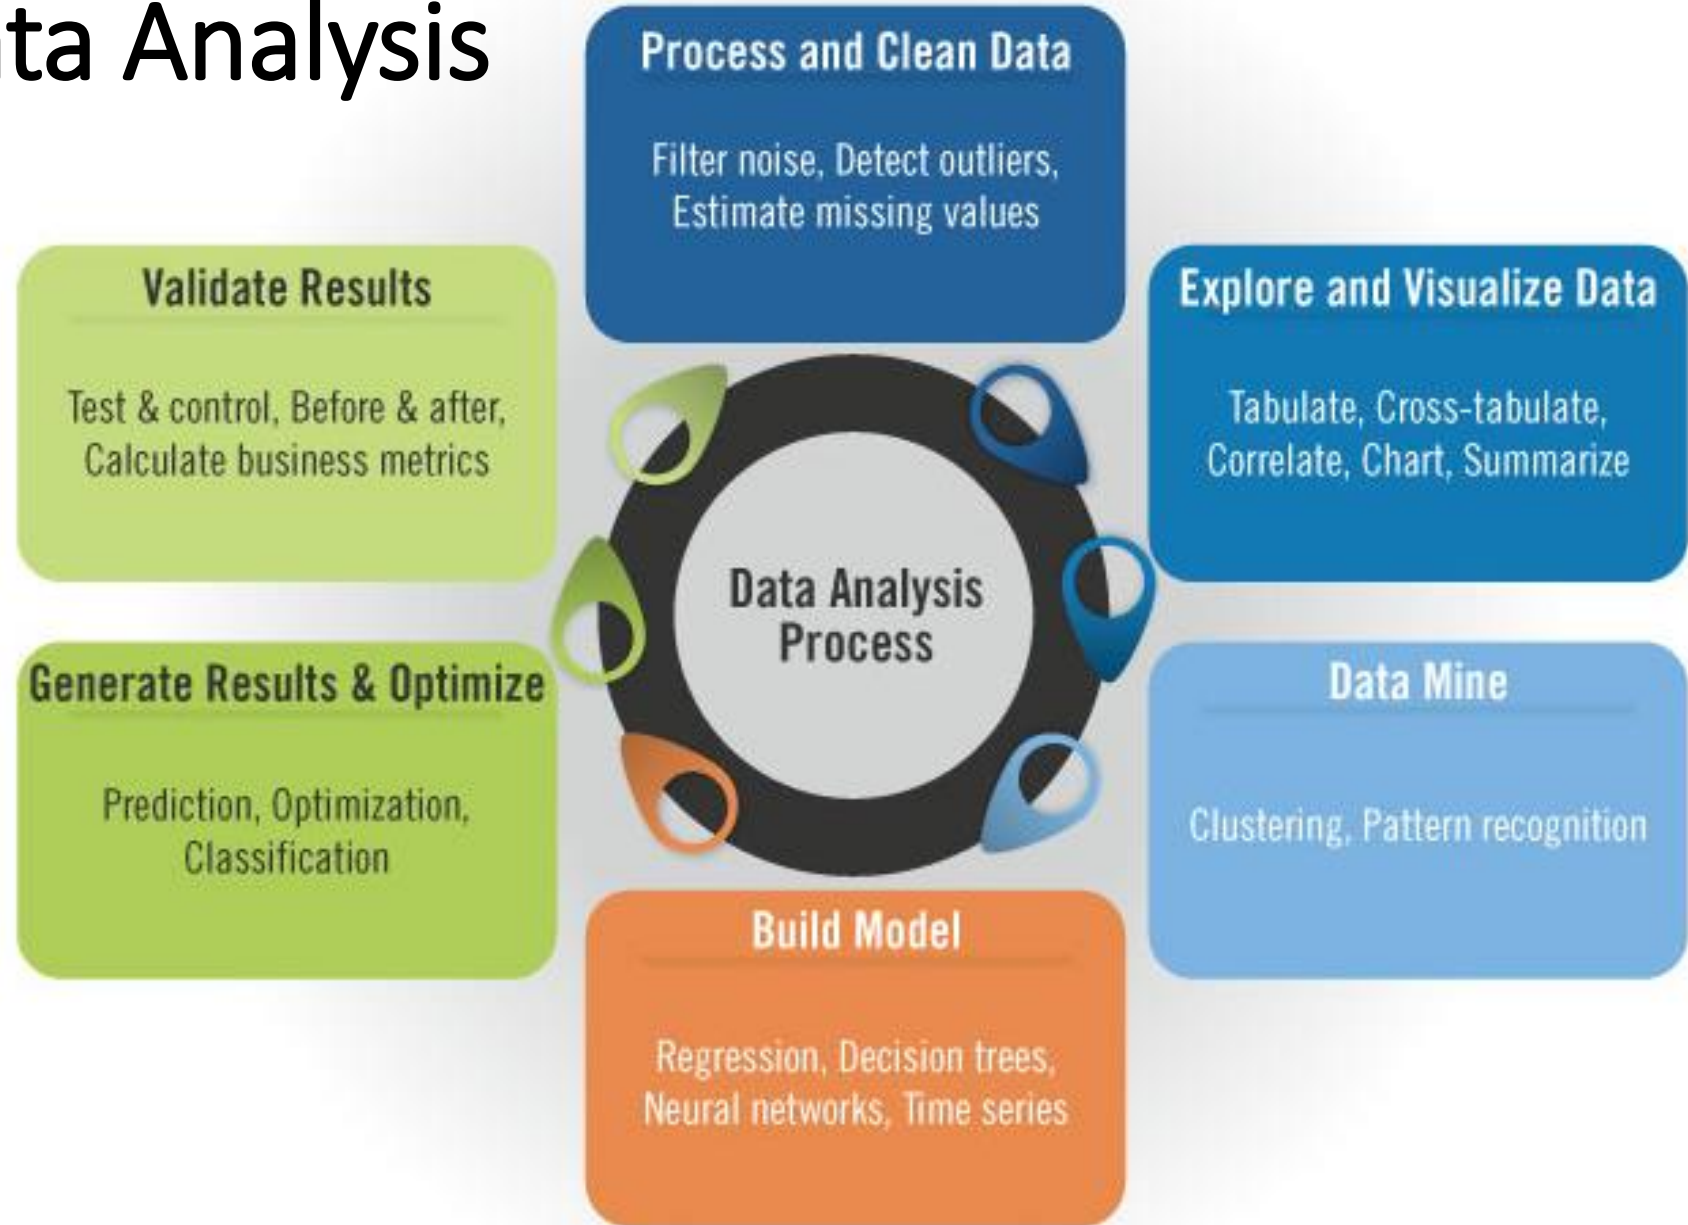 ta Analysis
Process and Clean Data
Filter noise, Detect outliers,
Estimate missing values
Explore and Visualize Data
Tabulate, Cross-tabulate,
Correlate, Chart, Summarize
Data Mine
Clustering, Pattern recognition
Build Model
Regression, Decision trees,
Neural networks, Time series
Generate Results & Optimize
Prediction, Optimization,
Classification
Validate Results
Test & control, Before & after,
Calculate business metrics
Data Analysis
Process